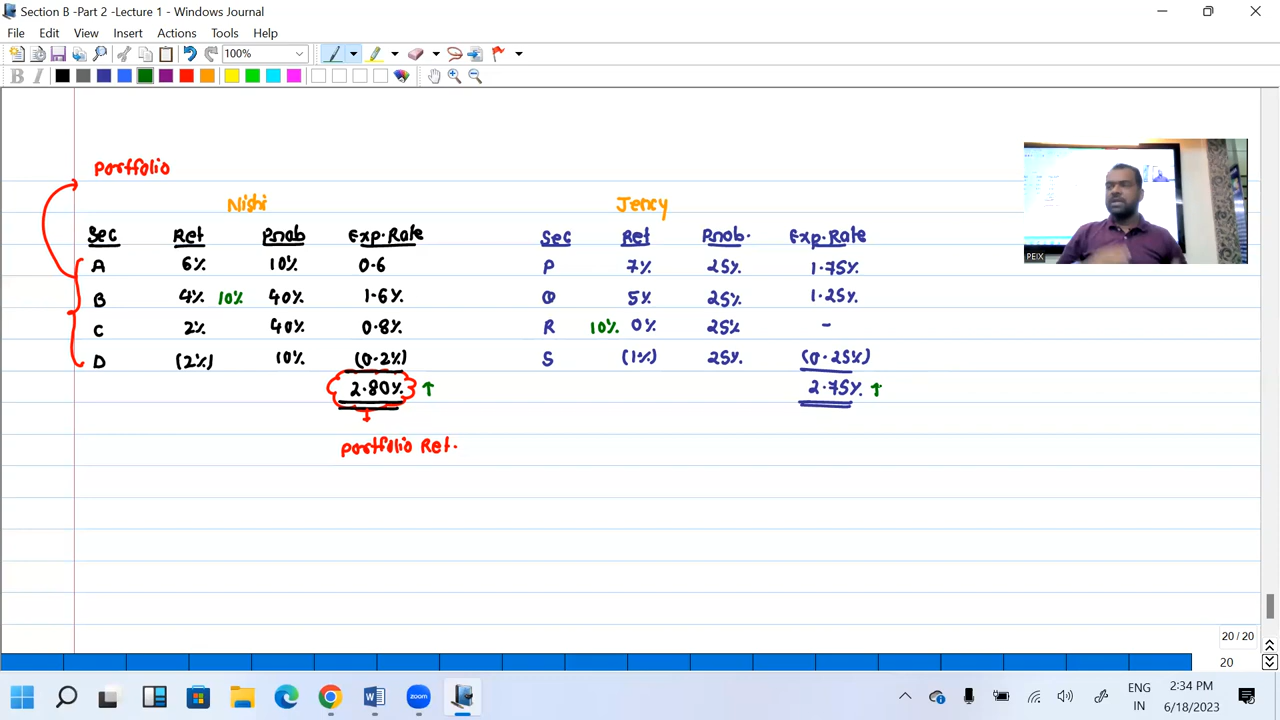 Section B -Part 2 -Lecture 1 - Windows Journal
File Edit View Insert Actions Tools Help
100%
B I
Portfolio
Nishi Jency
Sec Ret Prob Exp.Rate Sec Ret Prob. Exp.Rate
A 6% 10% 0.6 P 7% 25% 1.75%
B 4% 10% 40% 1.6% Q 5% 25% 1.25%
C 2% 40% 0.8% R 10% 0% 25% -
D (2%) 10% (0.2%) S (1%) 25% (0.25%)
2.80% ↑ 2.75% ↑
Portfolio Ret.
PEIX
20 / 20
20
W zoom
ENG
IN
2:34 PM
6/18/2023